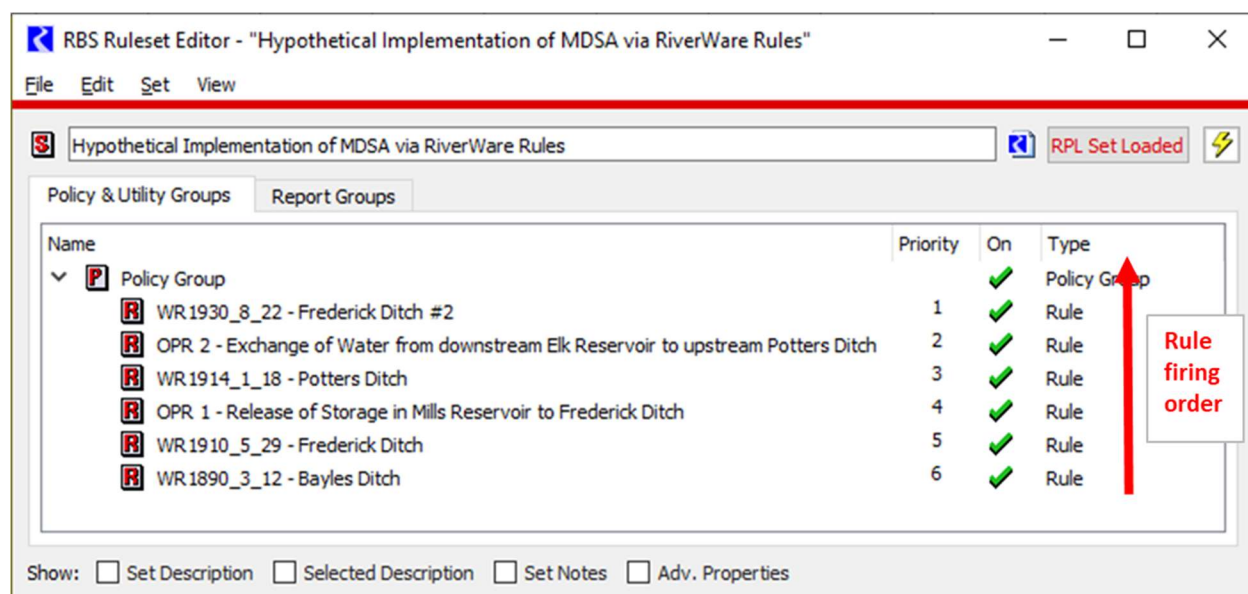 RBS Ruleset Editor - "Hypothetical Implementation of MDSA via RiverWare Rules"
File Edit Set View
S Hypothetical Implementation of MDSA via RiverWare Rules RPL Set Loaded
Policy & Utility Groups Report Groups
Name Priority On Type
P Policy Group Policy Group
R WR1930_8_22 - Frederick Ditch #2 1 Rule
R OPR 2 - Exchange of Water from downstream Elk Reservoir to upstream Potters Ditch 2 Rule
R WR1914_1_18 - Potters Ditch 3 Rule
R OPR 1 - Release of Storage in Mills Reservoir to Frederick Ditch 4 Rule
R WR1910_5_29 - Frederick Ditch 5 Rule
R WR1890_3_12 - Bayles Ditch 6 Rule
Rule
firing
order
Show: Set Description Selected Description Set Notes Adv. Properties